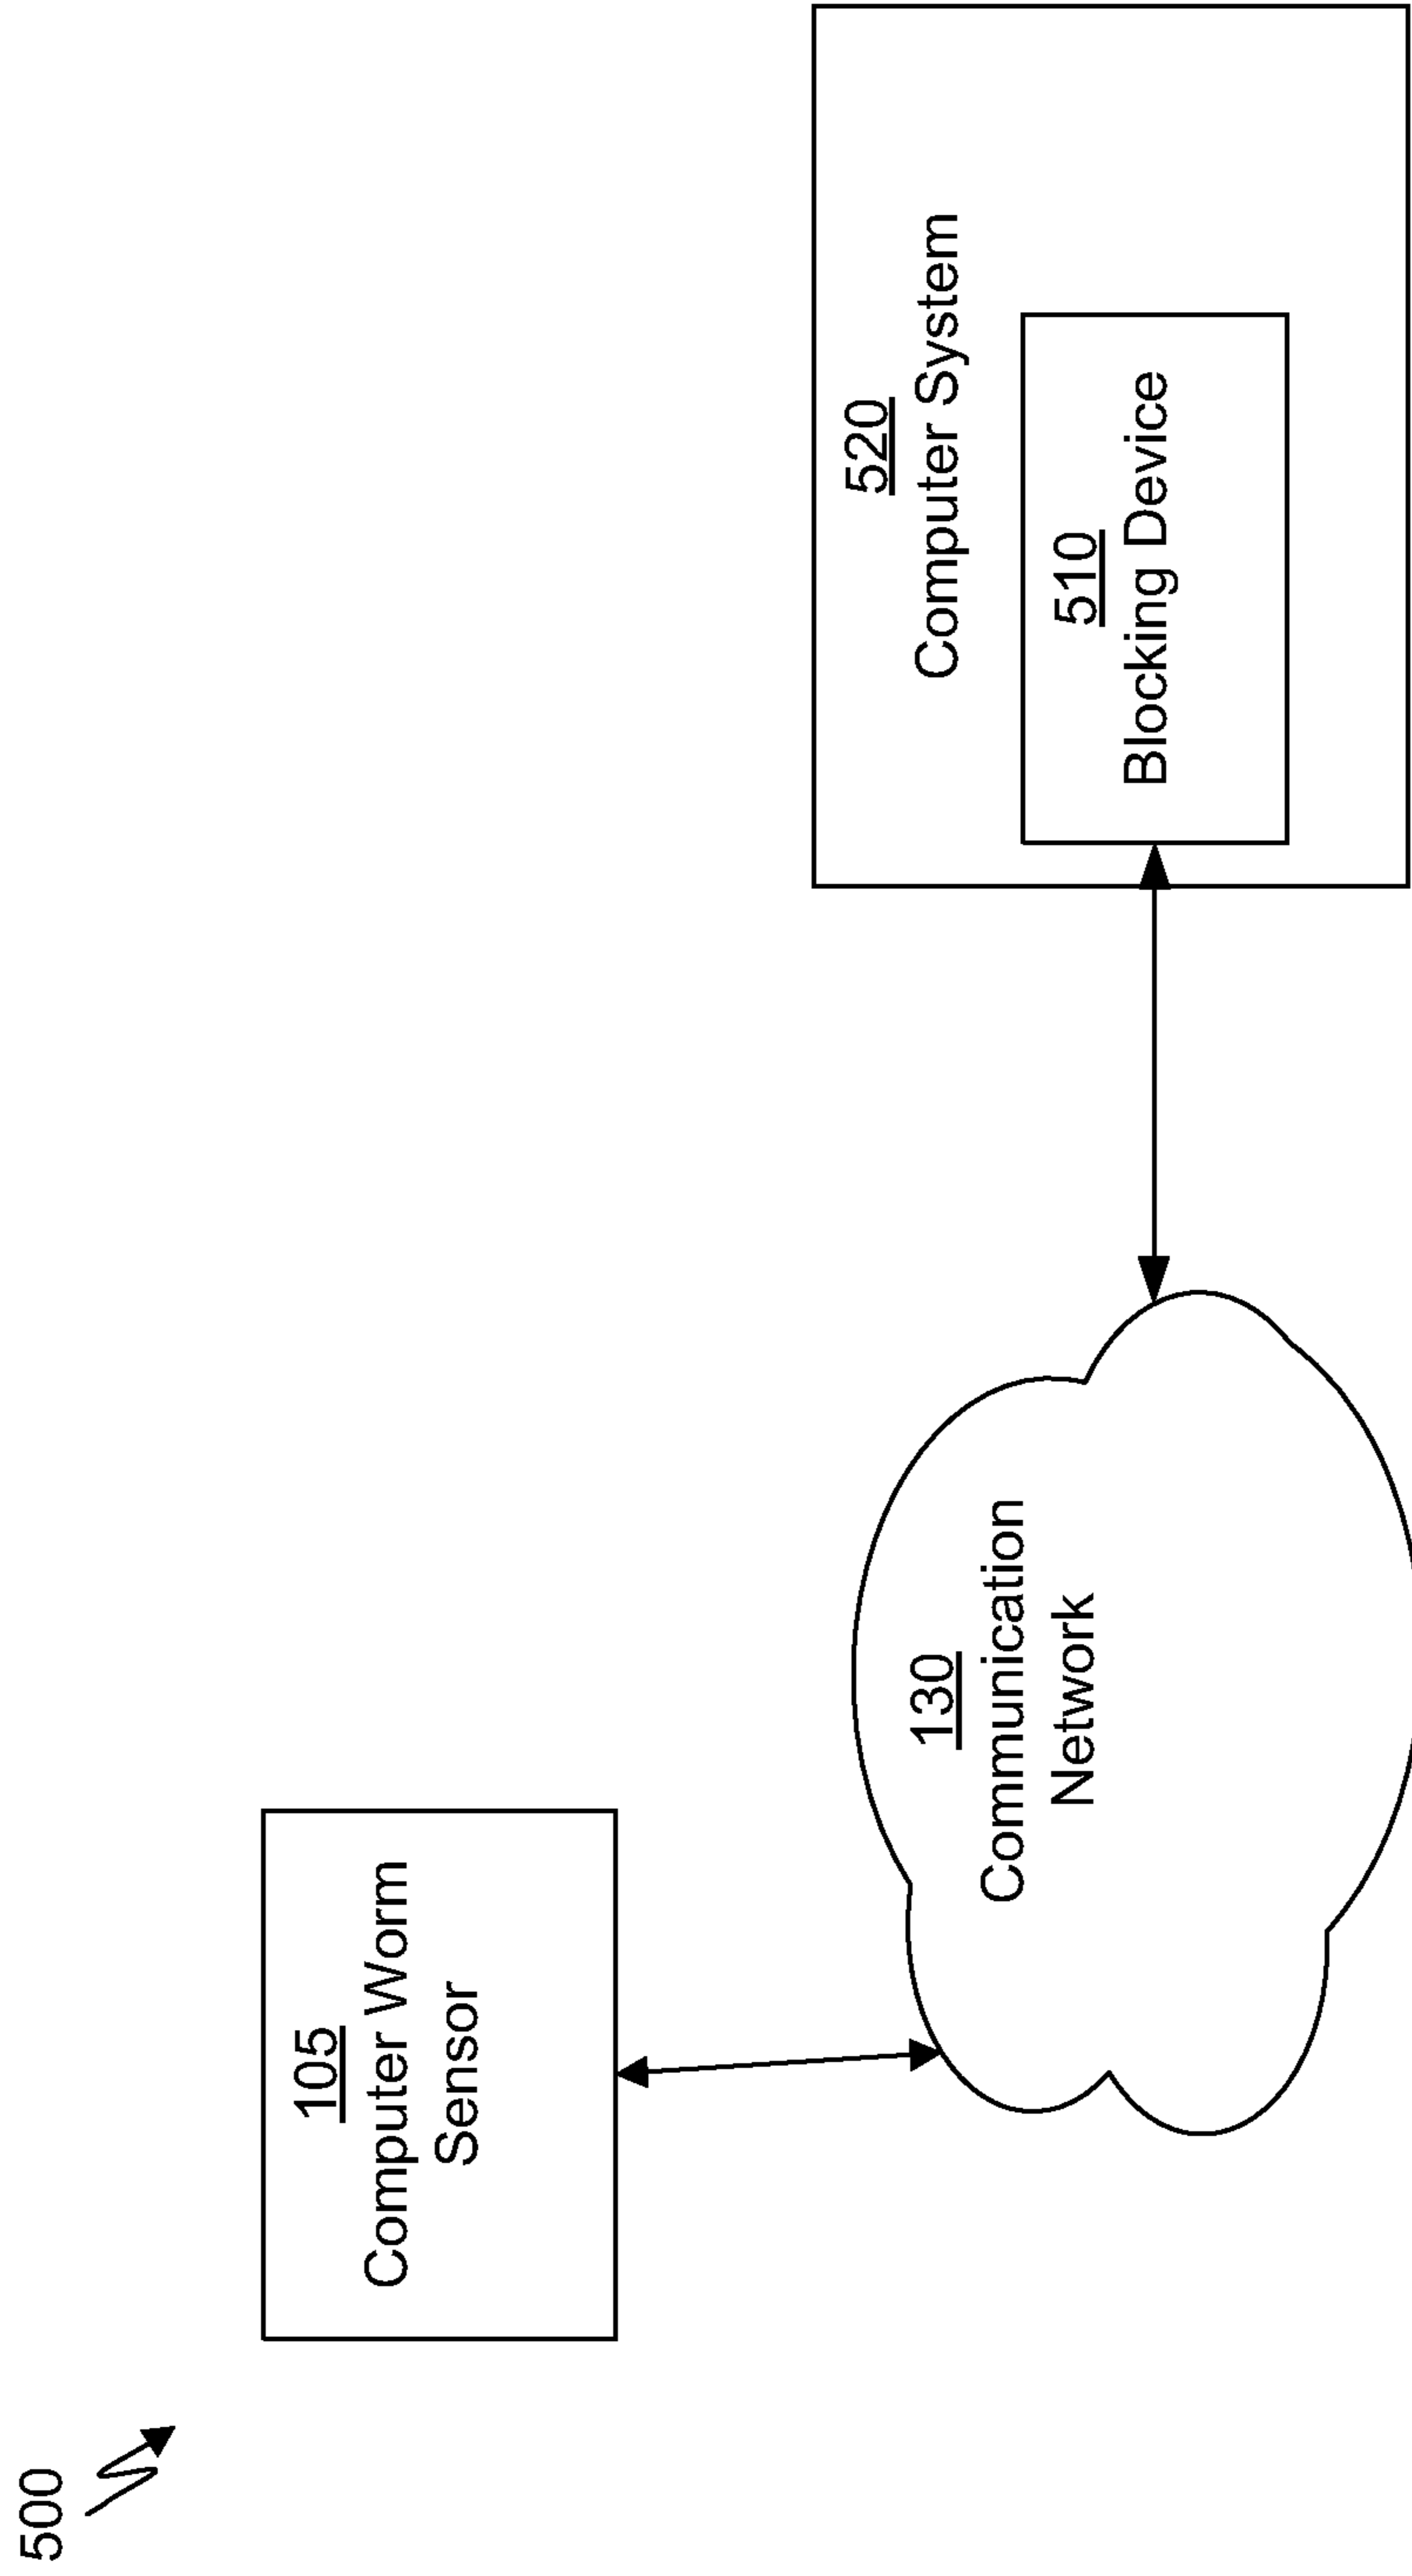 500
105
Computer Worm
Sensor
130
Communication
Network
520
Computer System
510
Blocking Device